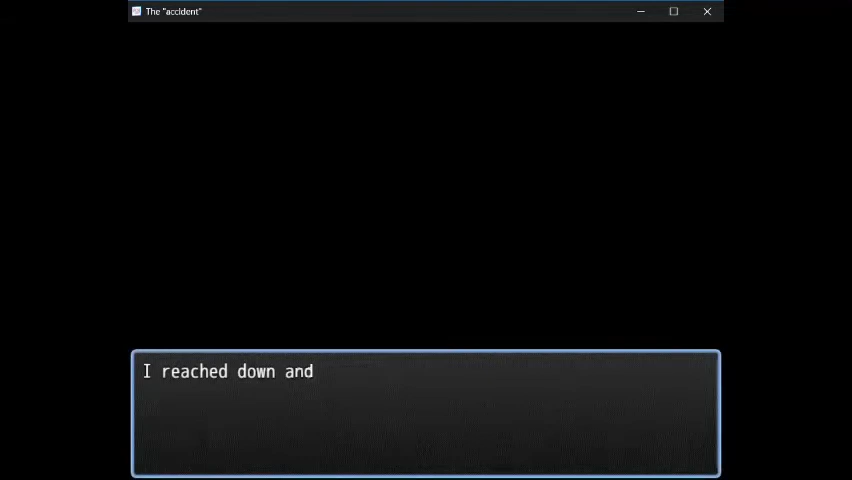 The "accident"
I reached down and